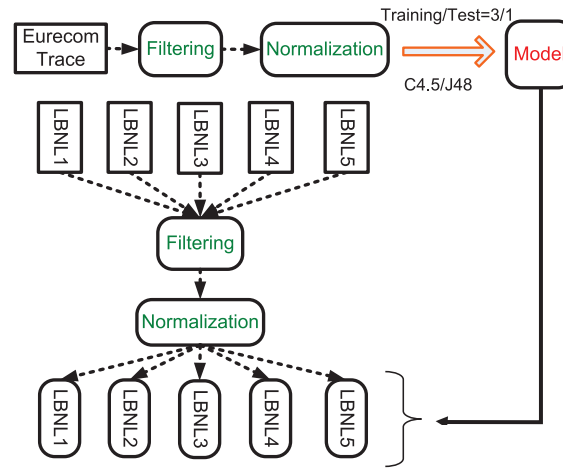 Training/Test=3/1
Eurecom
Trace
Filtering
Normalization
Model
C4.5/J48
LBNL1
LBNL2
LBNL3
LBNL4
LBNL5
Filtering
Normalization
LBNL1
LBNL2
LBNL3
LBNL4
LBNL5